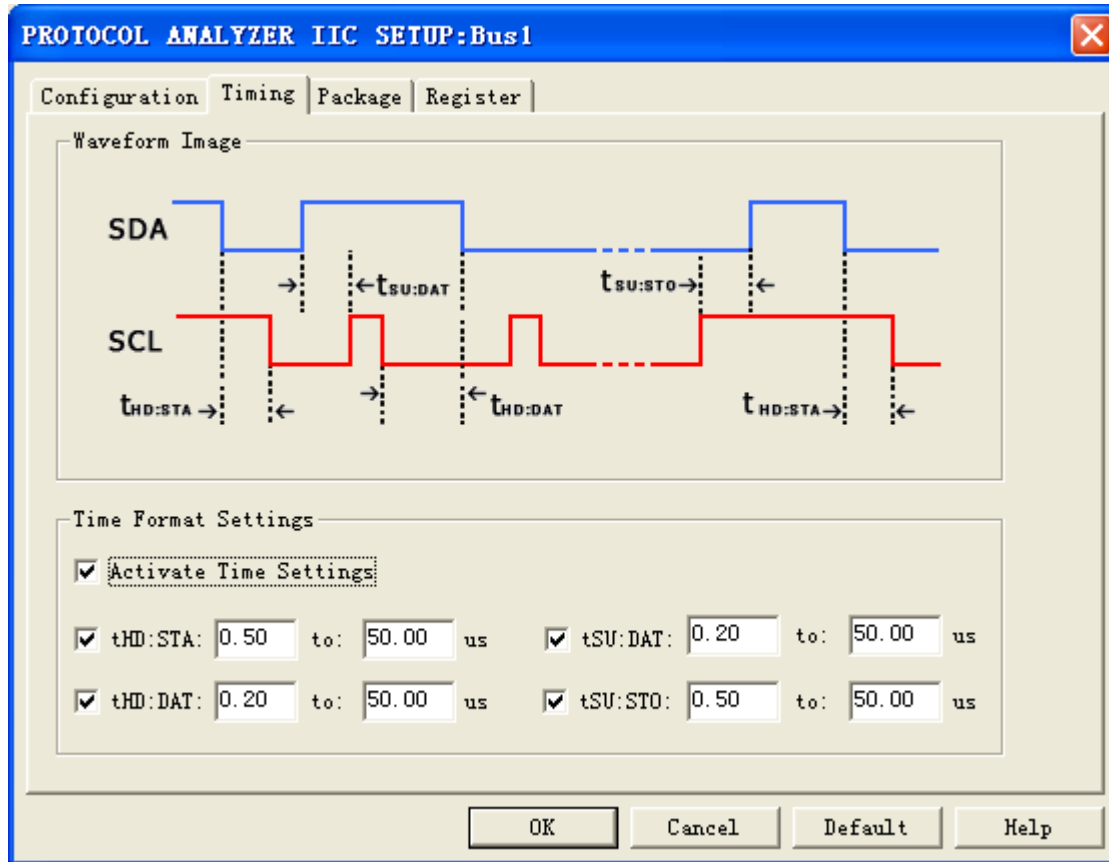 PROTOCOL ANALYZER IIC SETUP:Bus1
Configuration Timing Package Register
Waveform Image
SDA
tSU:DAT tSU:STO
SCL
tHD:STA tHD:DAT tHD:STA
Time Format Settings
Activate Time Settings
tHD:STA: 0.50 to: 50.00 us tSU:DAT: 0.20 to: 50.00 us
tHD:DAT: 0.20 to: 50.00 us tSU:STO: 0.50 to: 50.00 us
OK Cancel Default Help